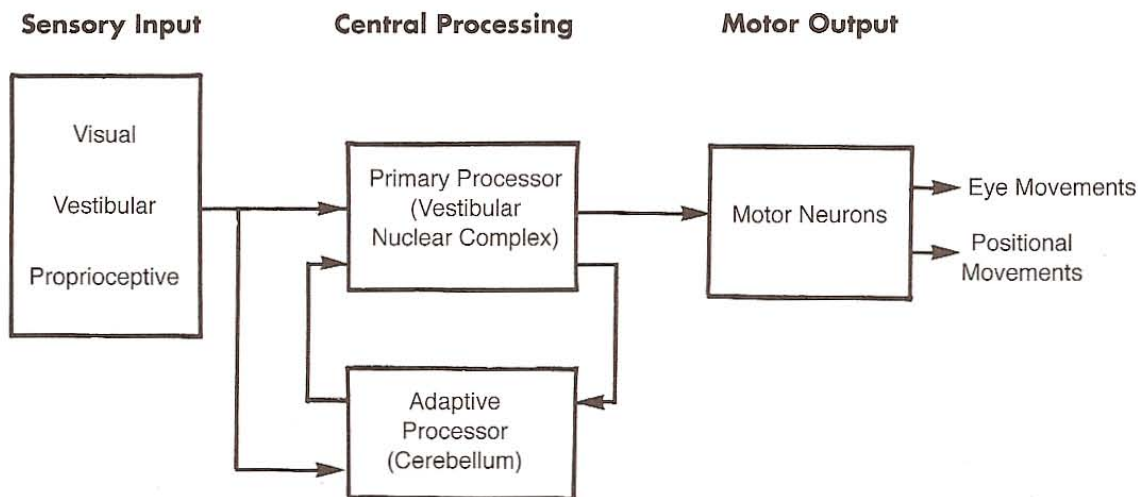 Sensory Input
Central Processing
Motor Output
Visual
Vestibular
Proprioceptive
Primary Processor
(Vestibular
Nuclear Complex)
Adaptive
Processor
(Cerebellum)
Motor Neurons
Eye Movements
Positional
Movements